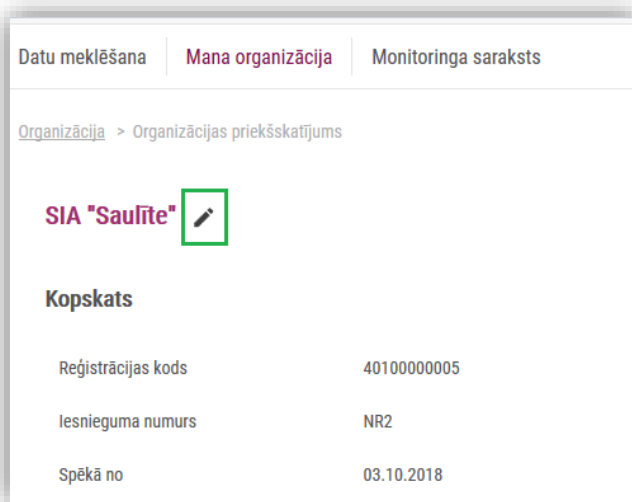 Datu meklēšana Mana organizācija Monitoringa saraksts
Organizācija > Organizācijas priekšskatījums
SIA "Saulīte"
Kopskats
Reģistrācijas kods 40100000005
Iesnieguma numurs NR2
Spēkā no 03.10.2018